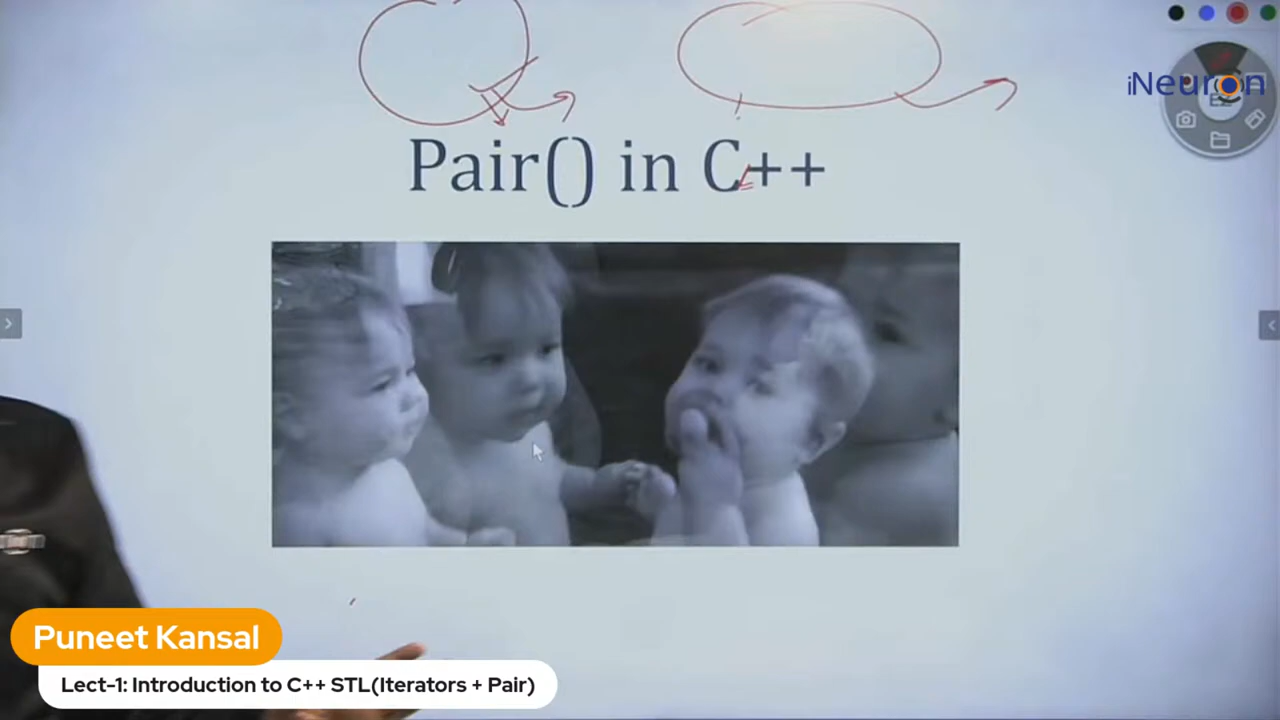 iNeuron
Pair() in C++
Puneet Kansal
Lect-1: Introduction to C++ STL(Iterators + Pair)